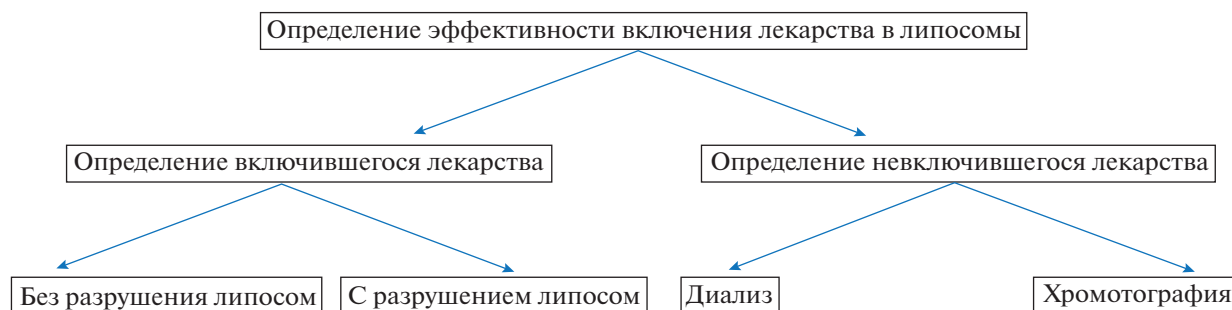 Определение эффективности включения лекарства в липосомы
Определение включившегося лекарства
Определение невключившегося лекарства
Без разрушения липосом
С разрушением липосом
Диализ
Хромотография